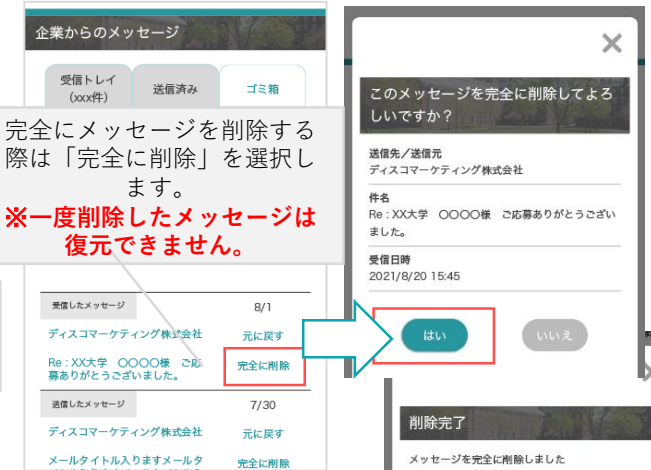 企業からのメッセージ
受信トレイ
(xxx件)
送信済み
ゴミ箱
完全にメッセージを削除する
際は「完全に削除」を選択し
ます。
※一度削除したメッセージは
復元できません。
受信したメッセージ
8/1
ディスコマーケティング株式会社
元に戻す
Re : XX大学 〇〇〇〇様 ご応
募ありがとうございました。
完全に削除
送信したメッセージ
7/30
ディスコマーケティング株式会社
元に戻す
メールタイトル入りますメールタ
完全に削除
このメッセージを完全に削除してよろ
しいですか？
送信先／送信元
ディスコマーケティング株式会社
件名
Re : XX大学 〇〇〇〇様 ご応募ありがとうござい
ました。
受信日時
2021/8/20 15:45
はい
いいえ
削除完了
メッセージを完全に削除しました